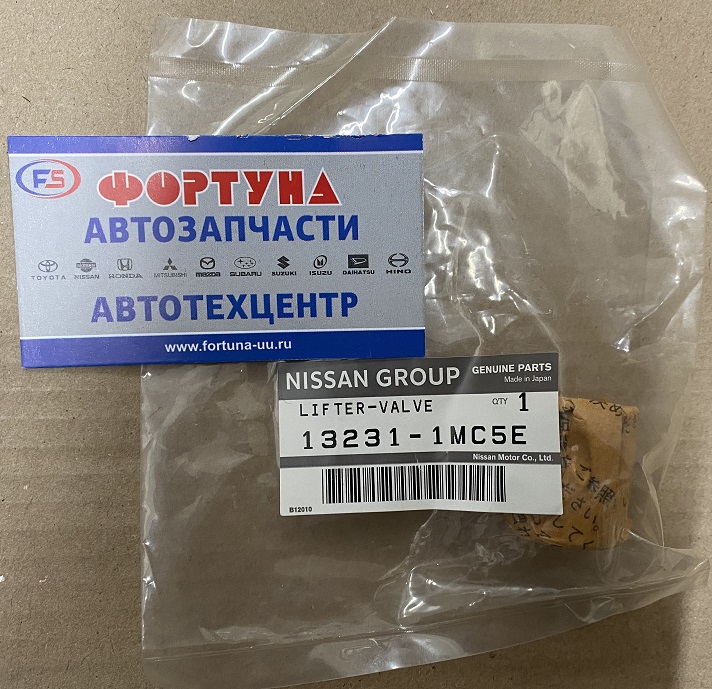 FS
ФОРТУНА
АВТОЗАПЧАСТИ
TOYOTA NISSAN HONDA MITSUBISHI mazda SUBARU SUZUKI ISUZU DAIHATSU HINO
АВТОТЕХЦЕНТР
www.fortuna-uu.ru
NISSAN GROUP GENUINE PARTS
Made in Japan
LIFTER-VALVE Q'TY 1
13231-1MC5E
Nissan Motor Co., Ltd.
B12010